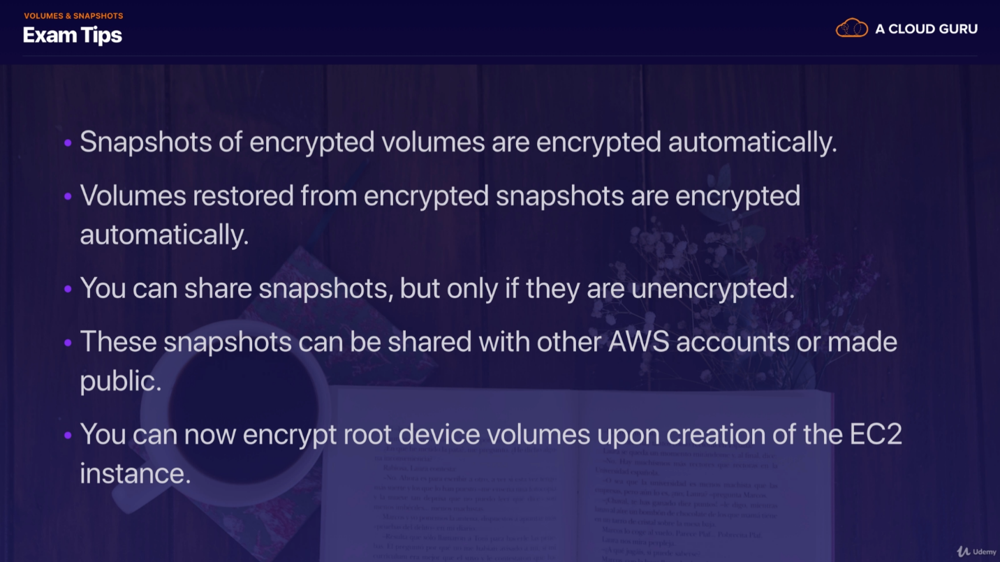 VOLUMES & SNAPSHOTS
Exam Tips
A CLOUD GURU
• Snapshots of encrypted volumes are encrypted automatically.
• Volumes restored from encrypted snapshots are encrypted
automatically.
• You can share snapshots, but only if they are unencrypted.
• These snapshots can be shared with other AWS accounts or made
public.
• You can now encrypt root device volumes upon creation of the EC2
instance.
Udemy